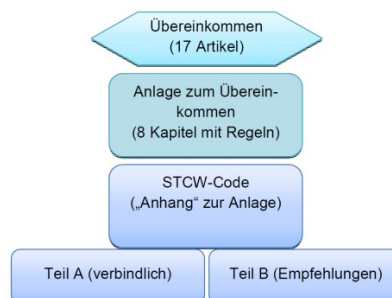 Übereinkommen
(17 Artikel)
Anlage zum Überein-
kommen
(8 Kapitel mit Regeln)
STCW-Code
(„Anhang“ zur Anlage)
Teil A (verbindlich)
Teil B (Empfehlungen)